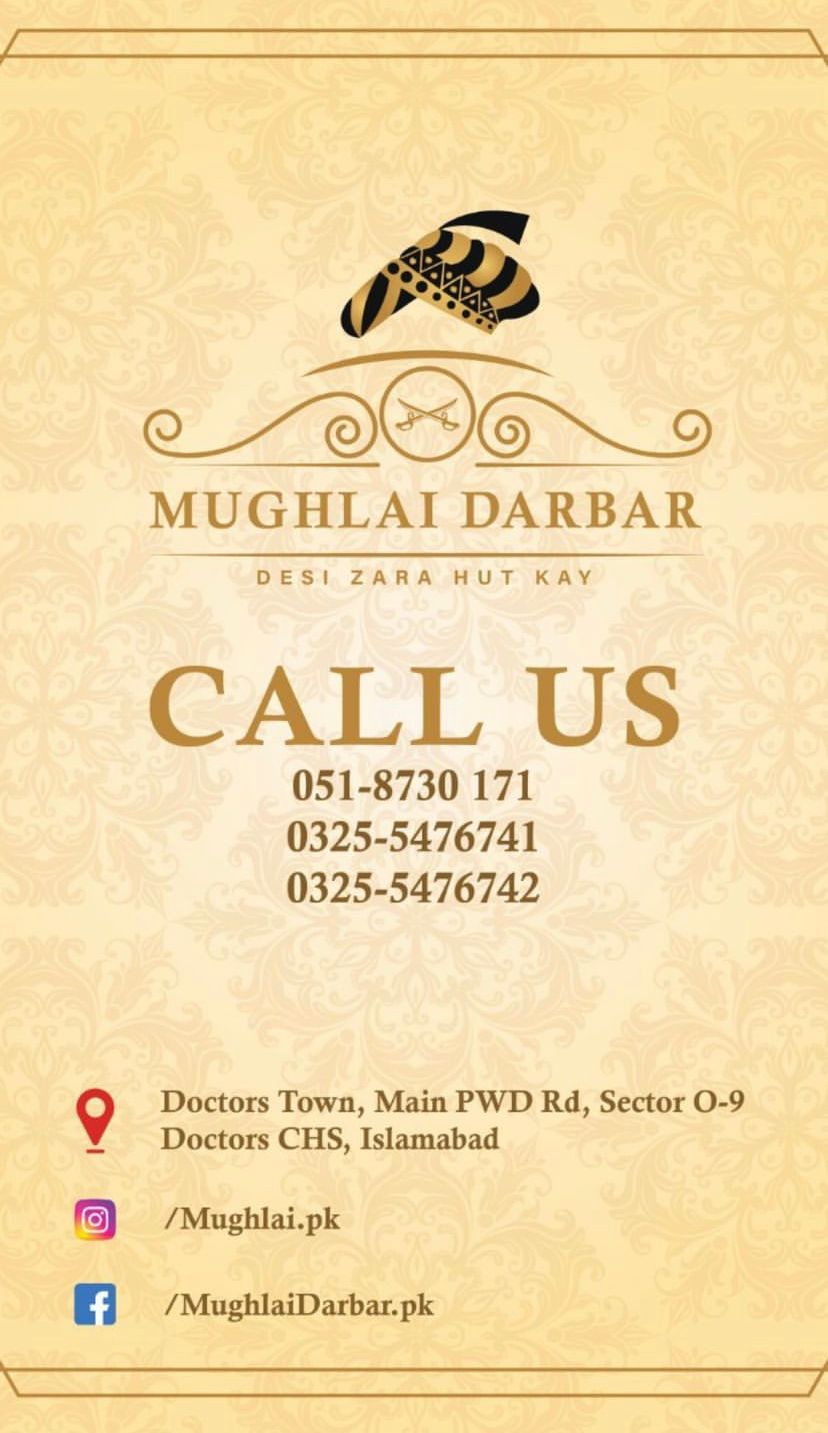 MUGHLAI DARBAR
DESI ZARA HUT KAY
CALL US
051-8730 171
0325-5476741
0325-5476742
Doctors Town, Main PWD Rd, Sector O-9
Doctors CHS, Islamabad
/Mughlai.pk
/MughlaiDarbar.pk